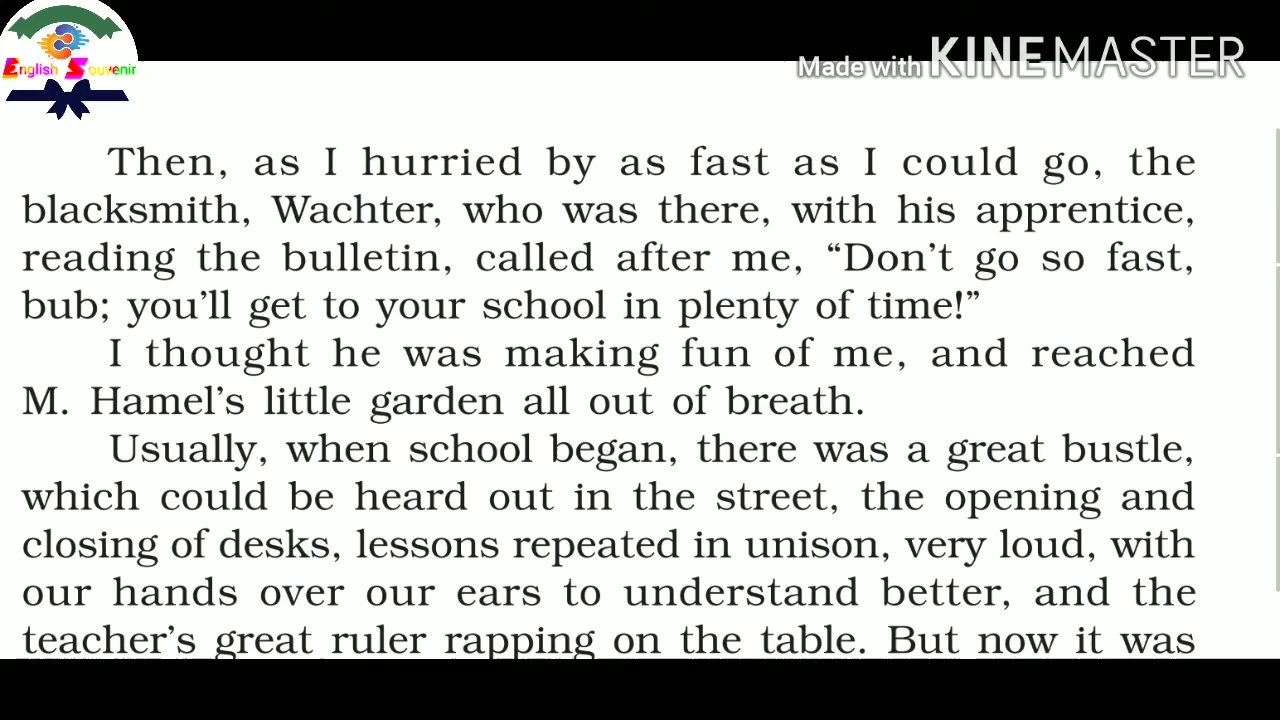 English Souvenir
Made with KINEMASTER
Then, as I hurried by as fast as I could go, the
blacksmith, Wachter, who was there, with his apprentice,
reading the bulletin, called after me, “Don’t go so fast,
bub; you’ll get to your school in plenty of time!”
I thought he was making fun of me, and reached
M. Hamel’s little garden all out of breath.
Usually, when school began, there was a great bustle,
which could be heard out in the street, the opening and
closing of desks, lessons repeated in unison, very loud, with
our hands over our ears to understand better, and the
teacher’s great ruler rapping on the table. But now it was